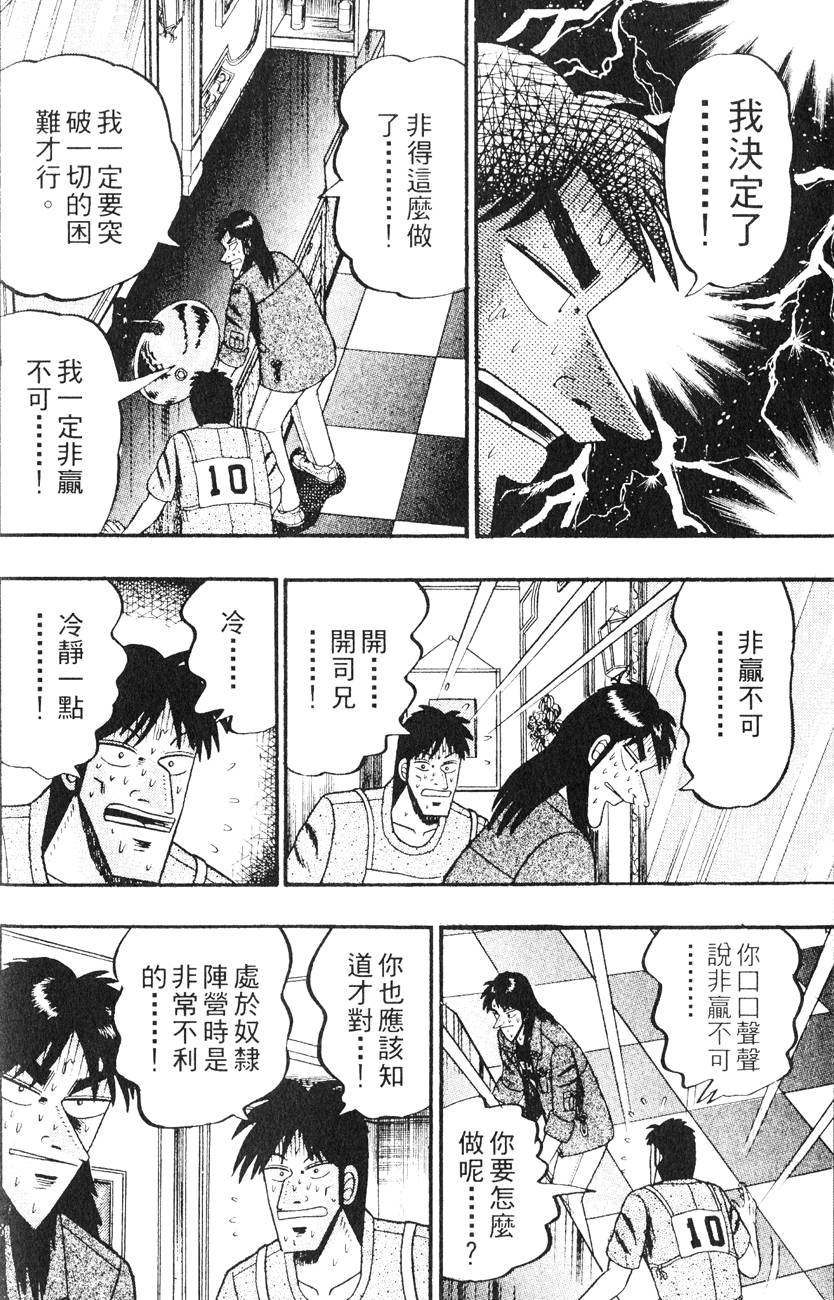 我決定了
⋯⋯⋯！
非得這麼做
了⋯⋯⋯！
我一定要突
破一切的困
難才行。
我一定非贏
不可⋯⋯！
10
非贏不可
⋯⋯⋯
開⋯⋯
開司兄
⋯⋯！
冷⋯
冷靜一點
⋯⋯⋯！
你口口聲聲
說非贏不可
⋯⋯
你要怎麼
做呢⋯⋯？
10
你也應該知
道才對⋯！
處於奴隸
陣營時是
非常不利
的⋯⋯！